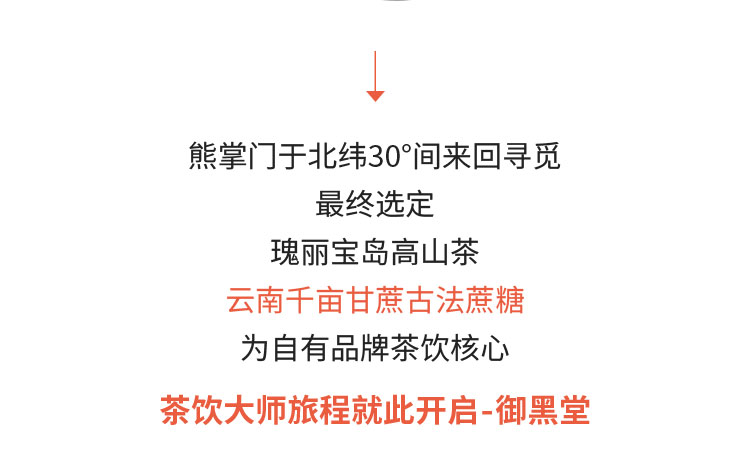 熊掌门于北纬30°间来回寻觅
最终选定
瑰丽宝岛高山茶
云南千亩甘蔗古法蔗糖
为自有品牌茶饮核心
茶饮大师旅程就此开启-御黑堂